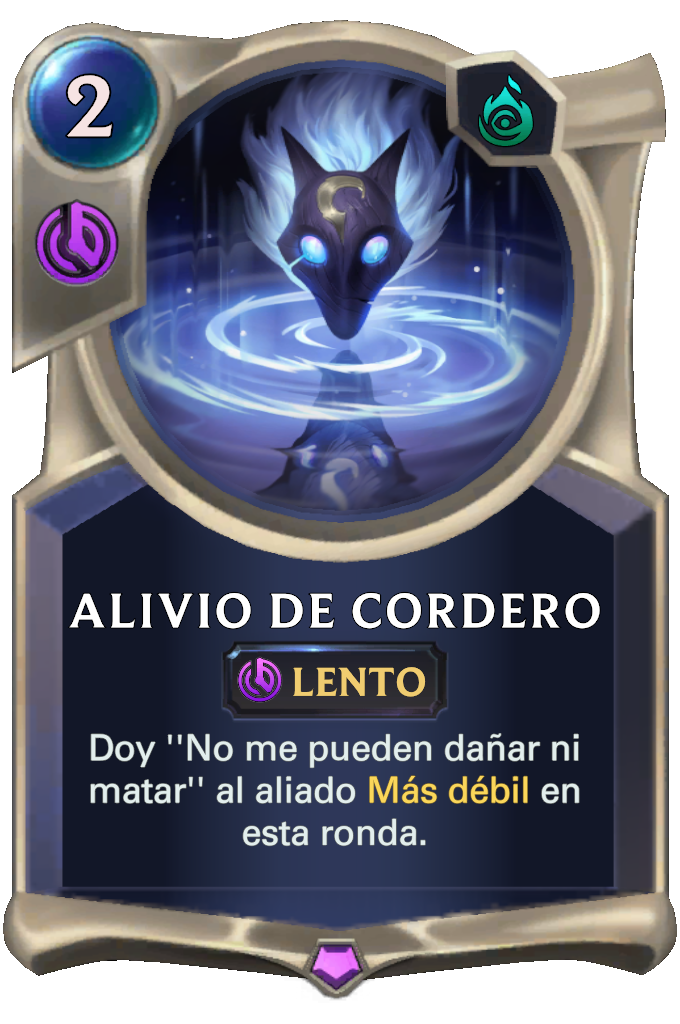 2
ALIVIO DE CORDERO
LENTO
Doy ''No me pueden dañar ni
matar'' al aliado Más débil en
esta ronda.